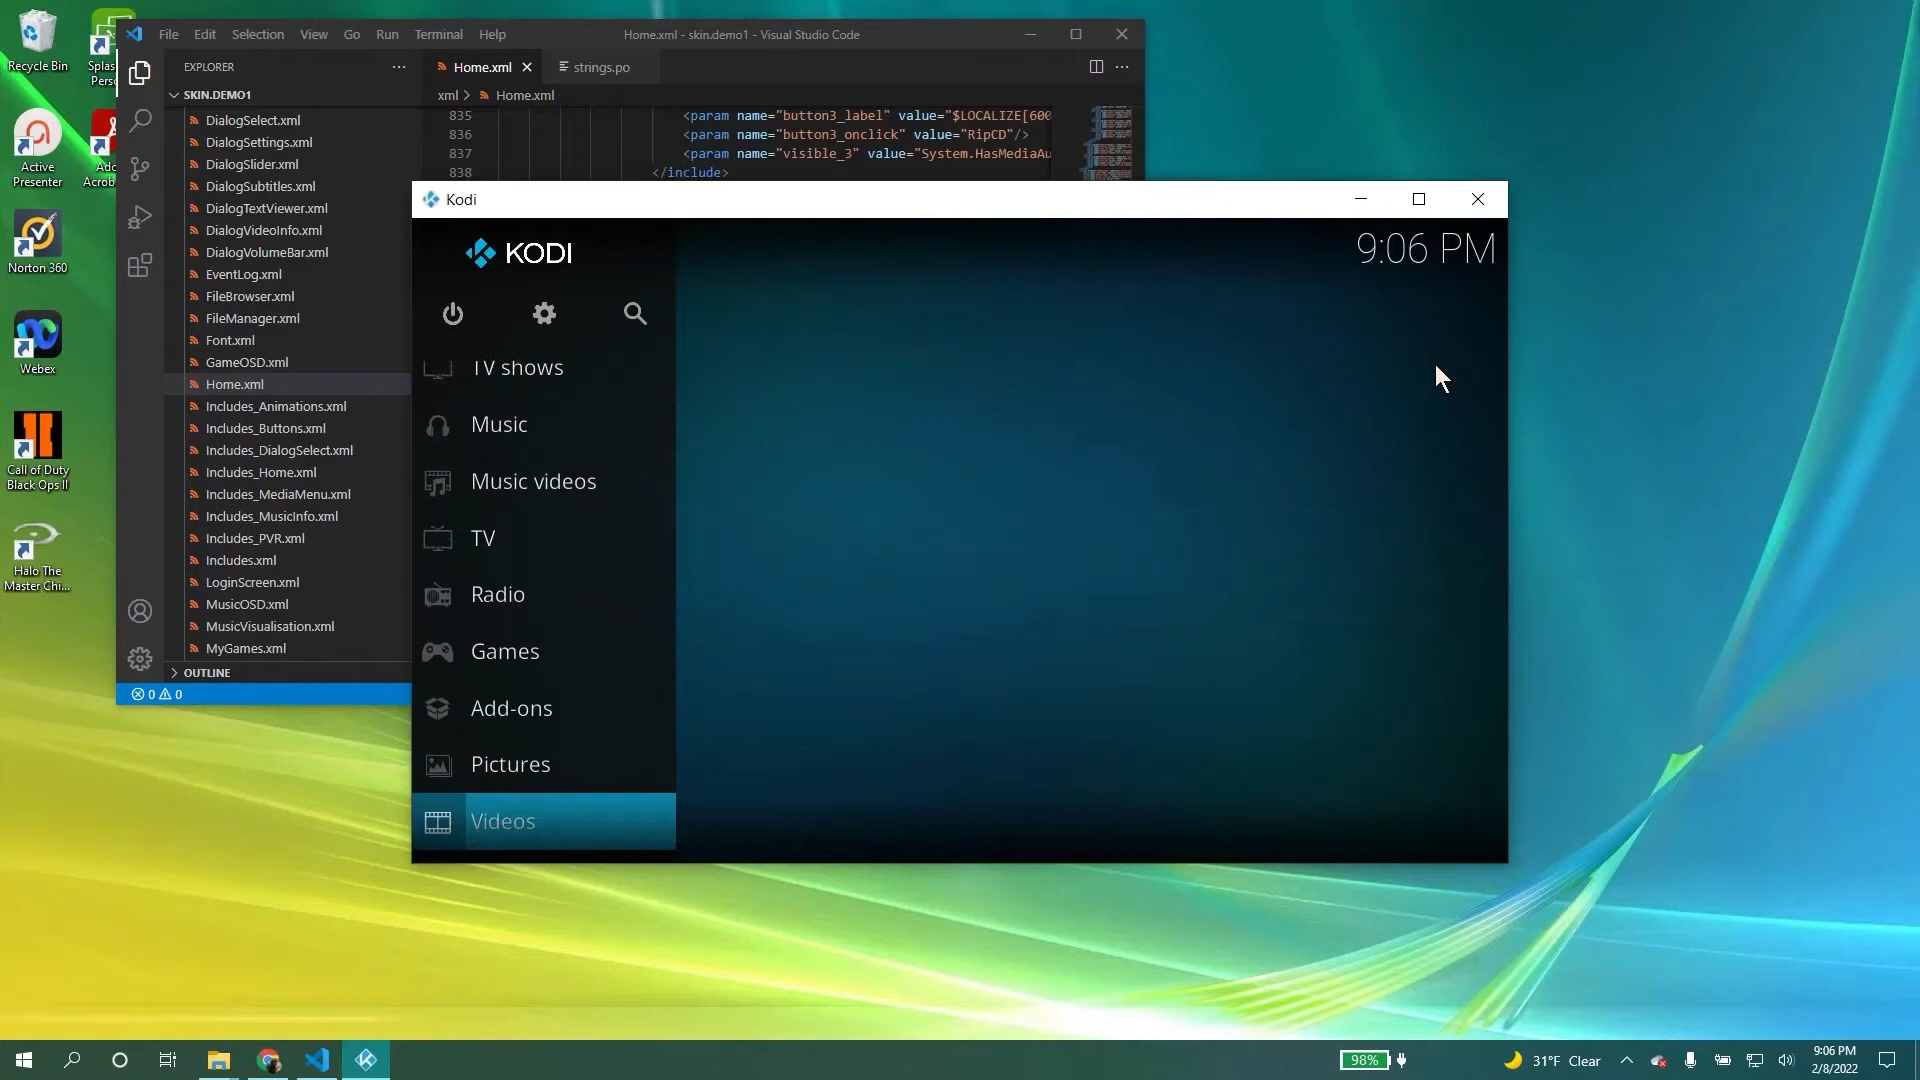 Recycle Bin
Splas
Perso
Active
Presenter
Ado
Acrob
Norton 360
Webex
Call of Duty
Black Ops II
Halo The
Master Chi...
File Edit Selection View Go Run Terminal Help
Home.xml - skin.demo1 - Visual Studio Code
EXPLORER
Home.xml
strings.po
SKIN.DEMO1
xml > Home.xml
DialogSelect.xml
DialogSettings.xml
DialogSlider.xml
DialogSubtitles.xml
DialogTextViewer.xml
DialogVideoInfo.xml
DialogVolumeBar.xml
EventLog.xml
FileBrowser.xml
FileManager.xml
Font.xml
GameOSD.xml
Home.xml
Includes_Animations.xml
Includes_Buttons.xml
Includes_DialogSelect.xml
Includes_Home.xml
Includes_MediaMenu.xml
Includes_MusicInfo.xml
Includes_PVR.xml
Includes.xml
LoginScreen.xml
MusicOSD.xml
MusicVisualisation.xml
MyGames.xml
OUTLINE
0 0
835 <param name="button3_label" value="$LOCALIZE[600
836 <param name="button3_onclick" value="RipCD"/>
837 <param name="visible_3" value="System.HasMediaAu
838 </include>
Kodi
KODI
9:06 PM
TV shows
Music
Music videos
TV
Radio
Games
Add-ons
Pictures
Videos
98%
31°F Clear
9:06 PM
2/8/2022